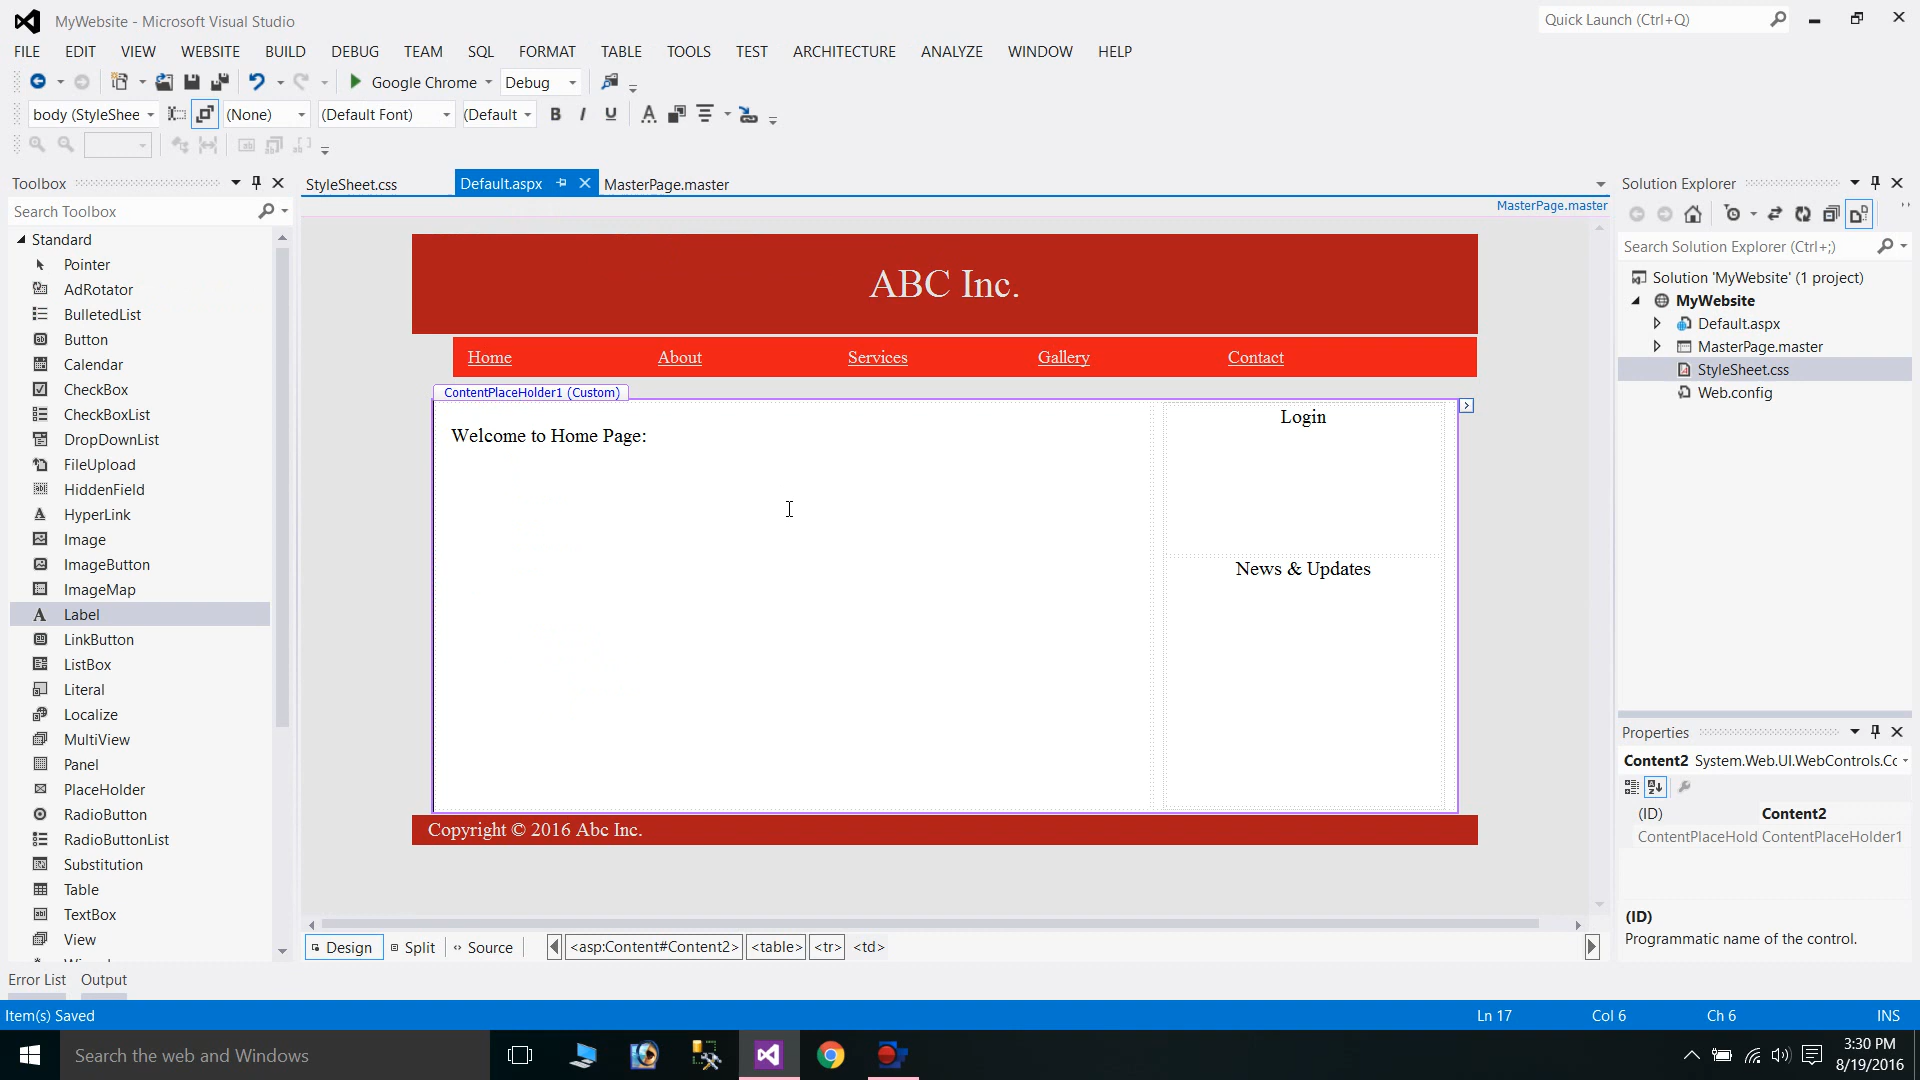 MyWebsite - Microsoft Visual Studio
Quick Launch (Ctrl+Q)
FILE EDIT VIEW WEBSITE BUILD DEBUG TEAM SQL FORMAT TABLE TOOLS TEST ARCHITECTURE ANALYZE WINDOW HELP
Google Chrome Debug
body (StyleShee (None) (Default Font) (Default B I U
Toolbox
Search Toolbox
Standard
Pointer
AdRotator
BulletedList
Button
Calendar
CheckBox
CheckBoxList
DropDownList
FileUpload
HiddenField
HyperLink
Image
ImageButton
ImageMap
Label
LinkButton
ListBox
Literal
Localize
MultiView
Panel
PlaceHolder
RadioButton
RadioButtonList
Substitution
Table
TextBox
View
StyleSheet.css Default.aspx MasterPage.master
MasterPage.master
ABC Inc.
Home About Services Gallery Contact
ContentPlaceHolder1 (Custom)
Welcome to Home Page:
Login
News & Updates
Copyright © 2016 Abc Inc.
Design Split Source <asp:Content#Content2> <table> <tr> <td>
Solution Explorer
Search Solution Explorer (Ctrl+;)
Solution 'MyWebsite' (1 project)
MyWebsite
Default.aspx
MasterPage.master
StyleSheet.css
Web.config
Properties
Content2 System.Web.UI.WebControls.Cc
(ID) Content2
ContentPlaceHold ContentPlaceHolder1
(ID)
Programmatic name of the control.
Error List Output
Item(s) Saved Ln 17 Col 6 Ch 6 INS
Search the web and Windows
3:30 PM
8/19/2016